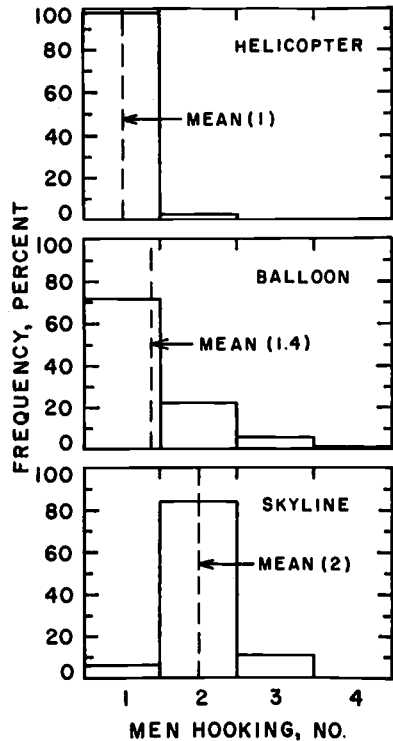 100
HELICOPTER
80
60
MEAN (1)
40
20
0
100
BALLOON
80
60
MEAN (1.4)
40
20
0
100
SKYLINE
80
60
MEAN (2)
40
20
0
1 2 3 4
MEN HOOKING, NO.
FREQUENCY, PERCENT